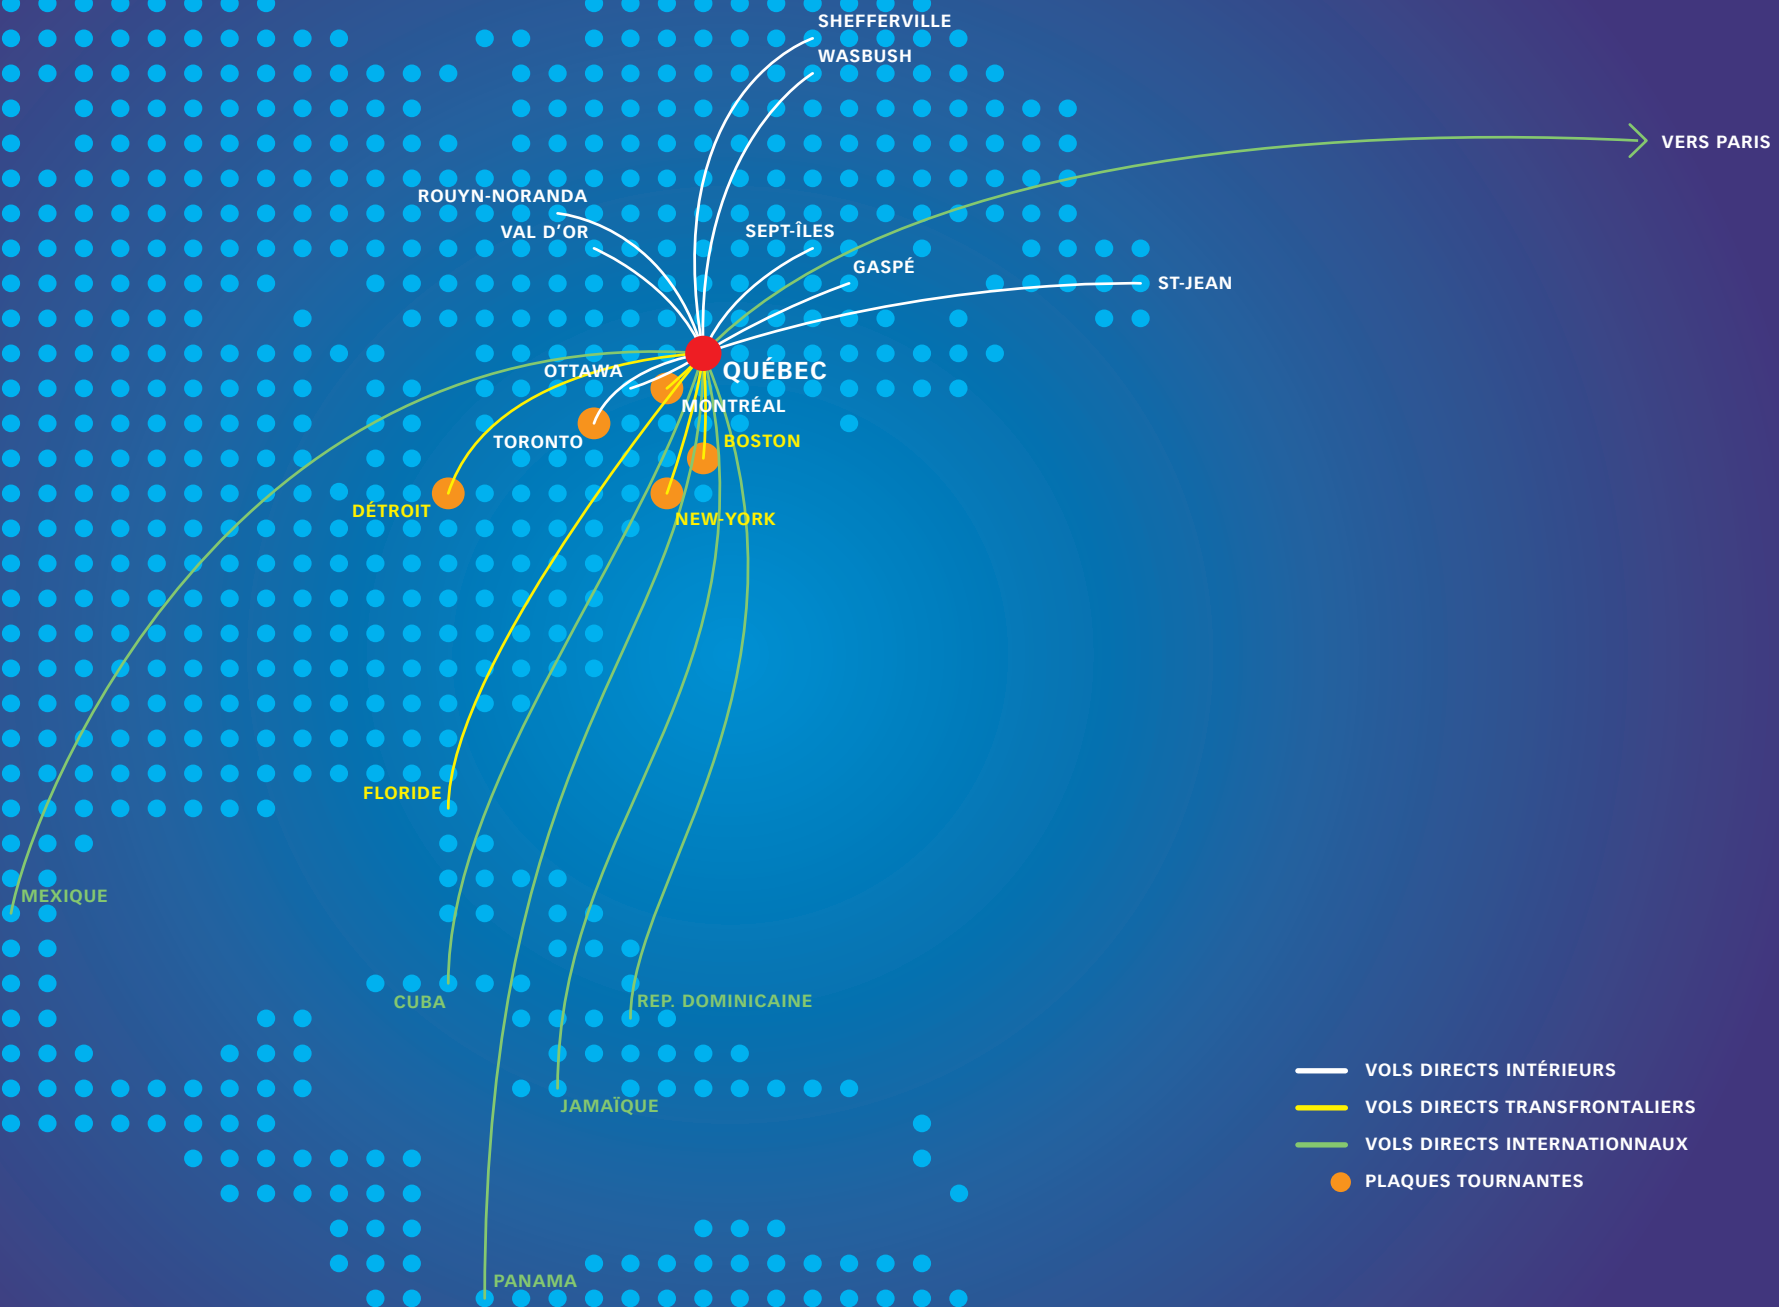 SHEFFERVILLE
WASBUSH
VERS PARIS
ROUYN-NORANDA
VAL D'OR
SEPT-ÎLES
GASPÉ
ST-JEAN
OTTAWA
QUÉBEC
MONTRÉAL
TORONTO
BOSTON
DÉTROIT
NEW-YORK
FLORIDE
MEXIQUE
CUBA
REP. DOMINICAINE
JAMAÏQUE
PANAMA
VOLS DIRECTS INTÉRIEURS
VOLS DIRECTS TRANSFRONTALIERS
VOLS DIRECTS INTERNATIONNAUX
PLAQUES TOURNANTES